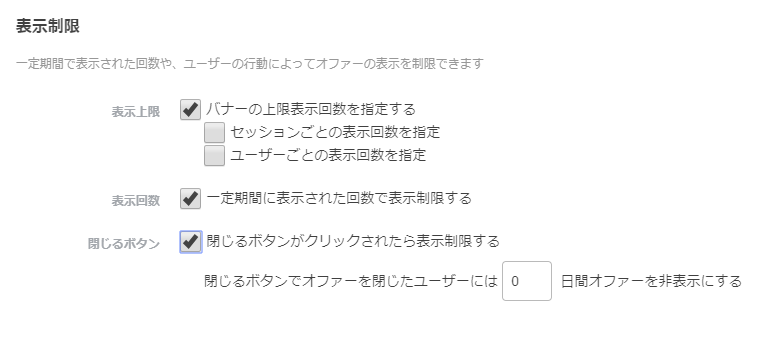 表示制限
一定期間で表示された回数や、ユーザーの行動によってオファーの表示を制限できます
表示上限 バナーの上限表示回数を指定する
セッションごとの表示回数を指定
ユーザーごとの表示回数を指定
表示回数 一定期間に表示された回数で表示制限する
閉じるボタン 閉じるボタンがクリックされたら表示制限する
閉じるボタンでオファーを閉じたユーザーには 0 日間オファーを非表示にする